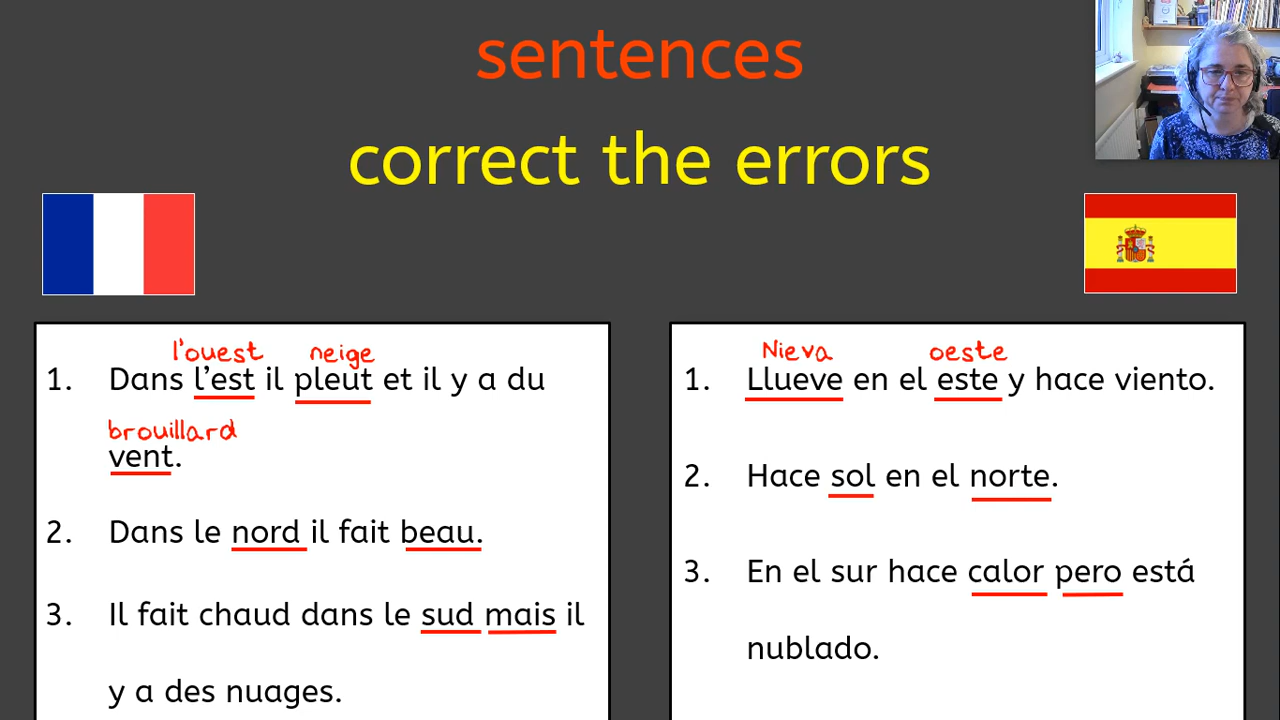 sentences
correct the errors
l'ouest neige
1. Dans l'est il pleut et il y a du
brouillard
vent.
2. Dans le nord il fait beau.
3. Il fait chaud dans le sud mais il
y a des nuages.
Nieva oeste
1. Llueve en el este y hace viento.
2. Hace sol en el norte.
3. En el sur hace calor pero está
nublado.